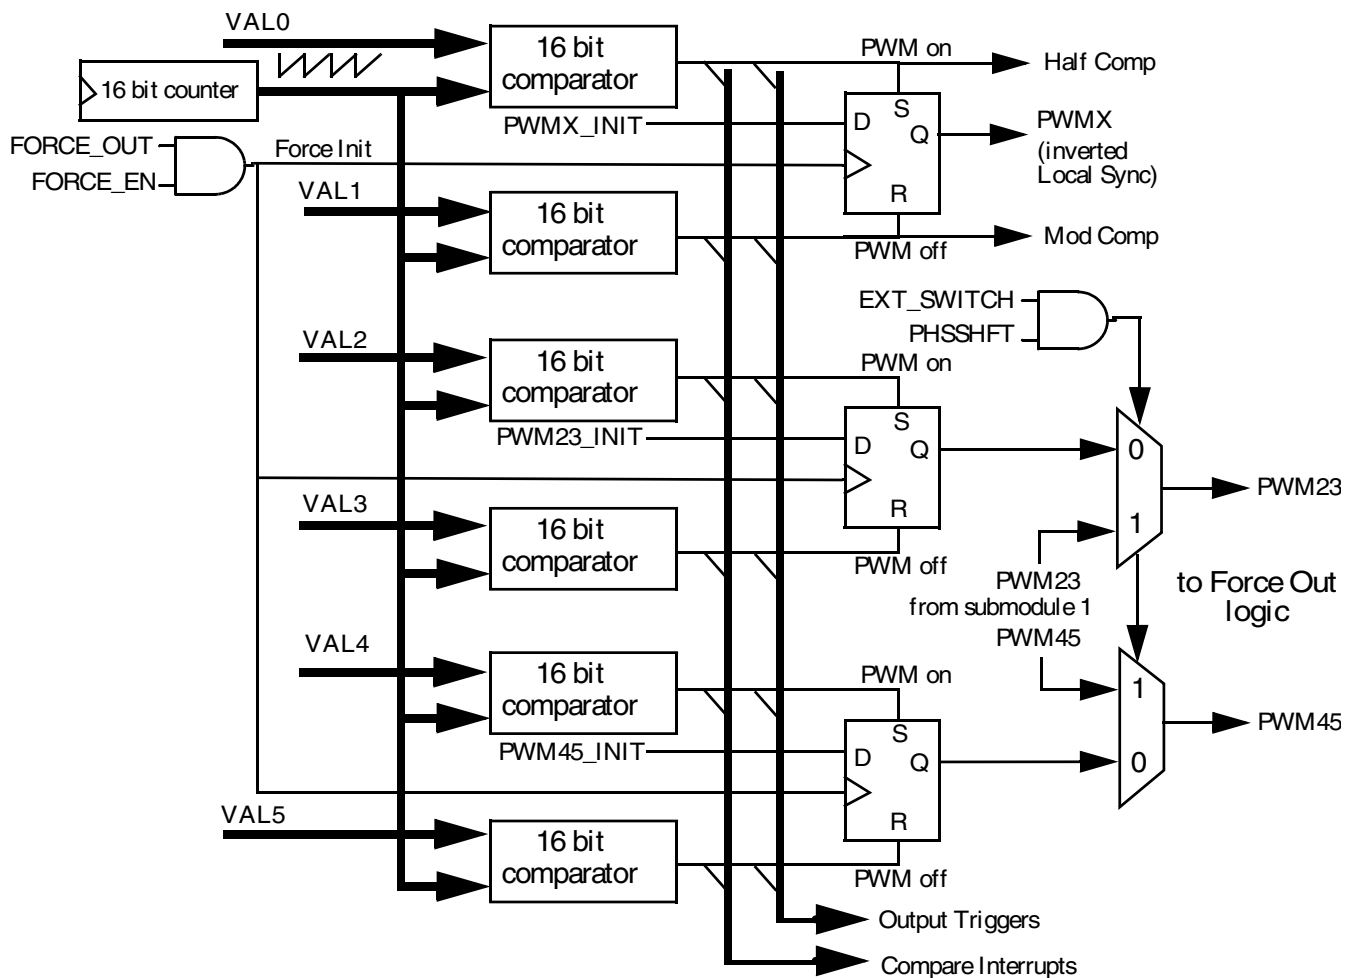 VAL0
16 bit
comparator
PWM on
Half Comp
16 bit counter
PWMX_INIT
D
S
Q
R
PWMX
(inverted
Local Sync)
FORCE_OUT
FORCE_EN
Force Init
VAL1
16 bit
comparator
PWM off
Mod Comp
EXT_SWITCH
PHSSHFT
VAL2
16 bit
comparator
PWM on
PWM23_INIT
D
S
Q
R
0
1
PWM23
VAL3
16 bit
comparator
PWM off
PWM23
from submodule 1
PWM45
to Force Out
logic
VAL4
16 bit
comparator
PWM on
PWM45_INIT
D
S
Q
R
1
0
PWM45
VAL5
16 bit
comparator
PWM off
Output Triggers
Compare Interrupts